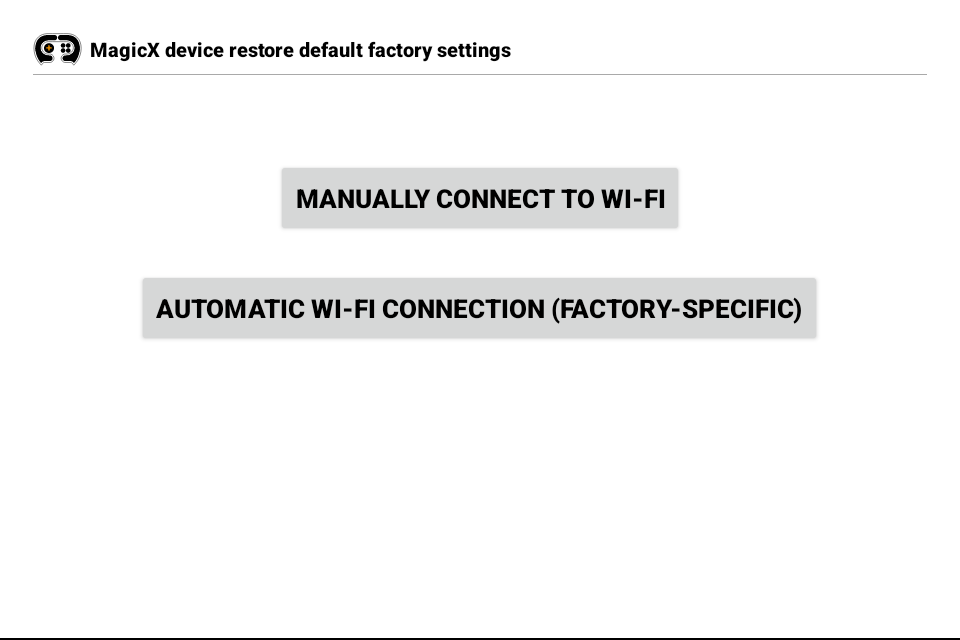 MagicX device restore default factory settings
MANUALLY CONNECT TO WI-FI
AUTOMATIC WI-FI CONNECTION (FACTORY-SPECIFIC)